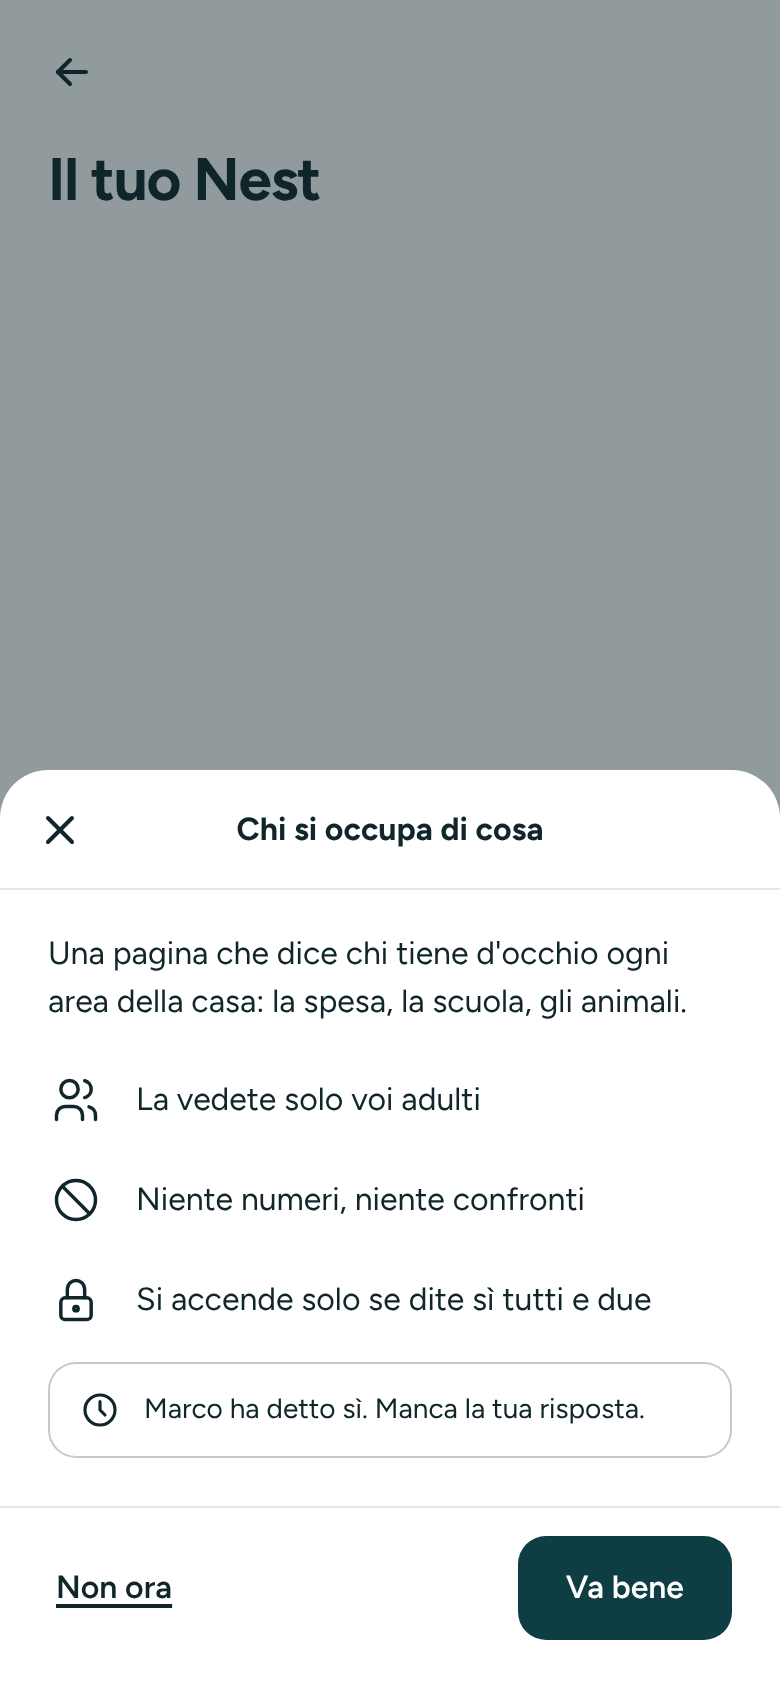 Il tuo Nest
Chi si occupa di cosa
Una pagina che dice chi tiene d'occhio ogni
area della casa: la spesa, la scuola, gli animali.
La vedete solo voi adulti
Niente numeri, niente confronti
Si accende solo se dite sì tutti e due
Marco ha detto sì. Manca la tua risposta.
Non ora
Va bene